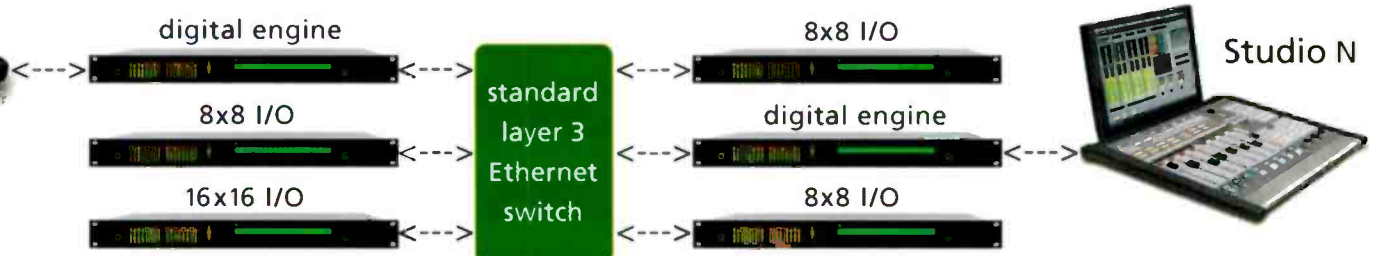 digital engine
8x8 I/O
16x16 I/O
standard
layer 3
Ethernet
switch
8x8 I/O
digital engine
8x8 I/O
Studio N